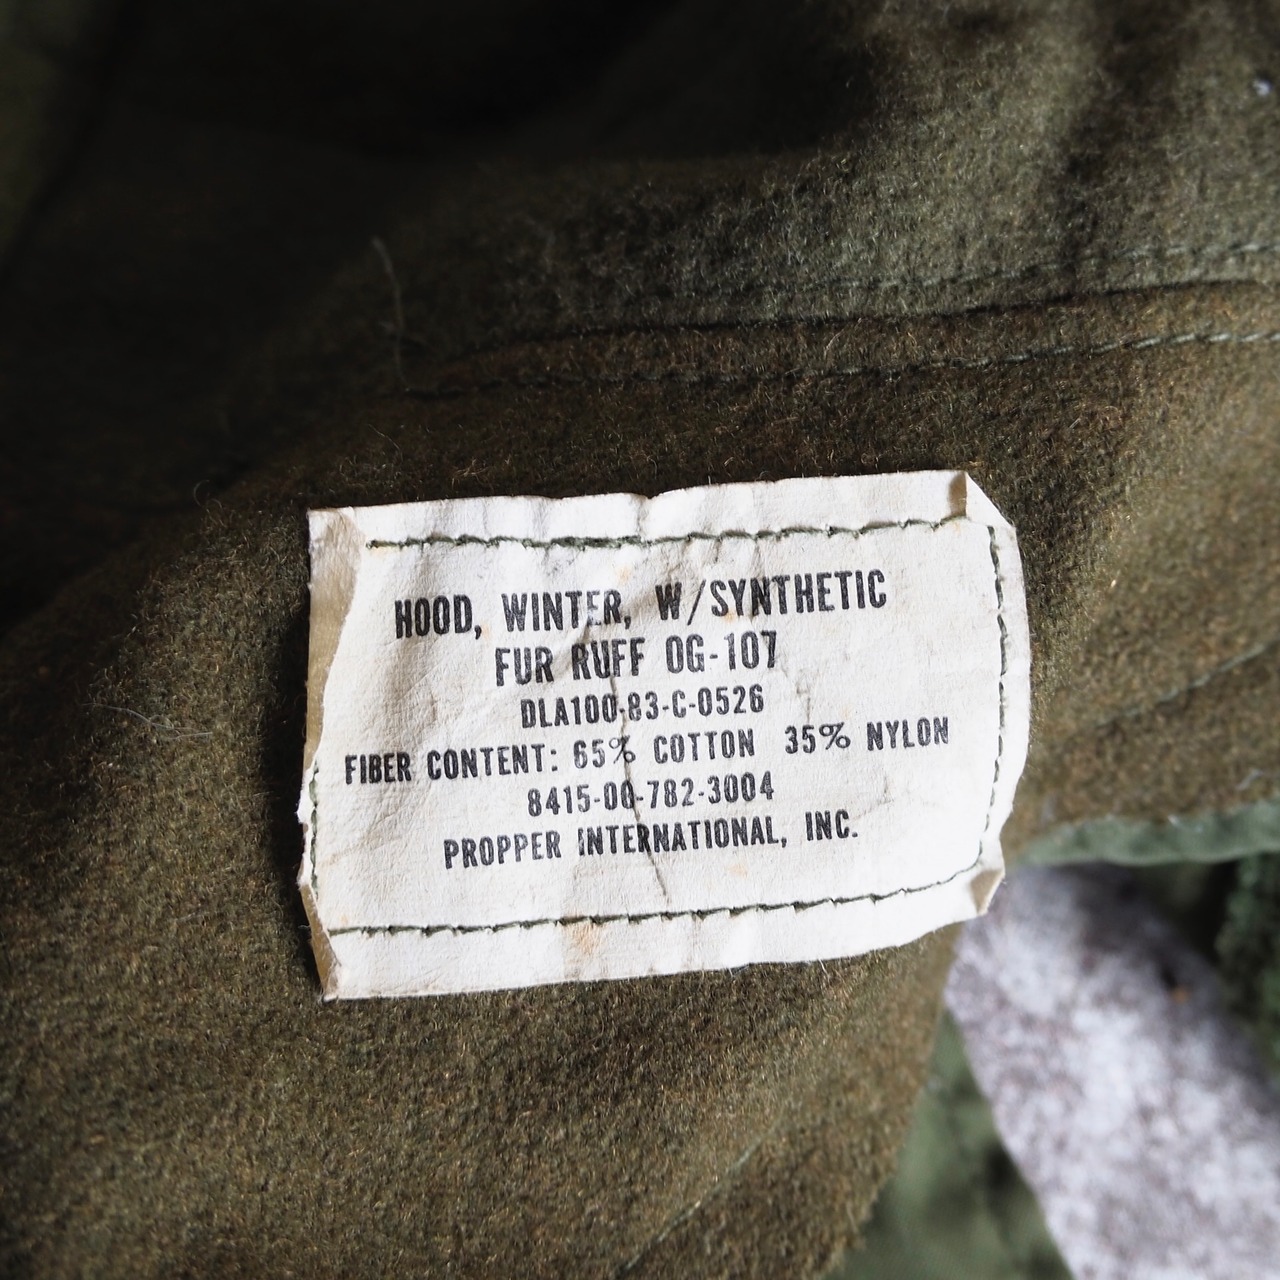 HOOD, WINTER, W/SYNTHETIC
FUR RUFF OG-107
DLA100-83-C-0526
FIBER CONTENT: 65% COTTON 35% NYLON
8415-00-782-3004
PROPPER INTERNATIONAL, INC.